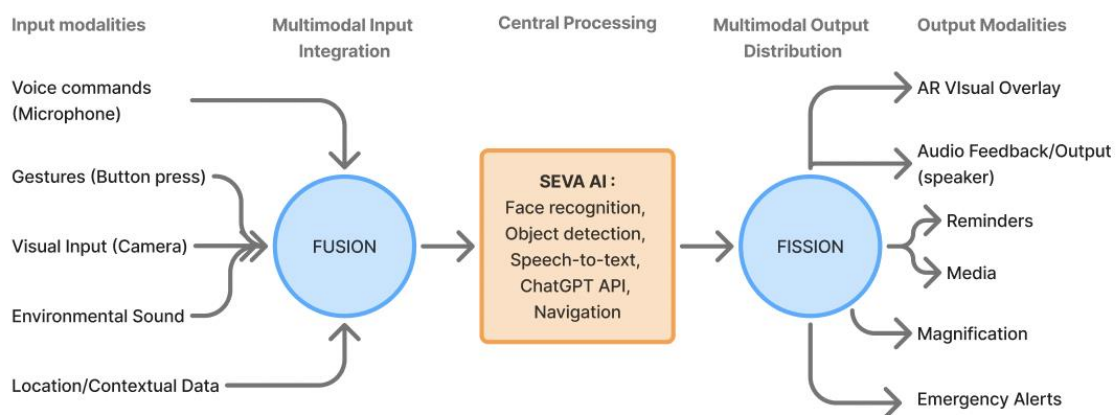 Input modalities
Multimodal Input
Integration
Central Processing
Multimodal Output
Distribution
Output Modalities
Voice commands
(Microphone)
Gestures (Button press)
Visual Input (Camera)
Environmental Sound
Location/Contextual Data
FUSION
SEVA AI :
Face recognition,
Object detection,
Speech-to-text,
ChatGPT API,
Navigation
FISSION
AR VIsual Overlay
Audio Feedback/Output
(speaker)
Reminders
Media
Magnification
Emergency Alerts